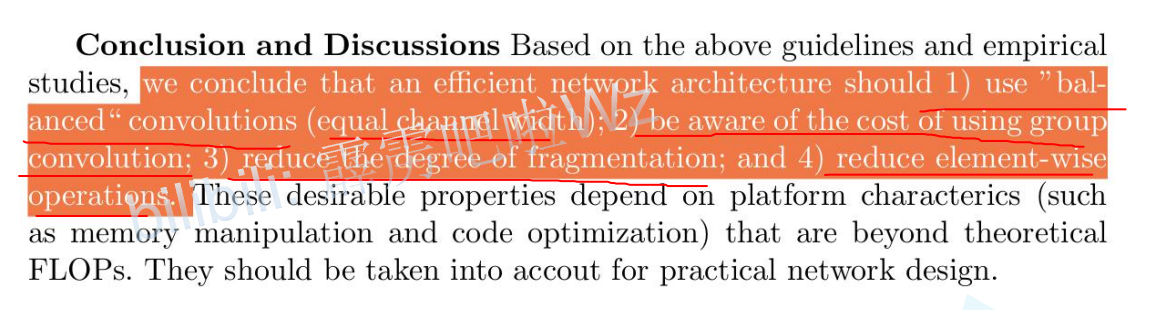 Conclusion and Discussions Based on the above guidelines and empirical
studies, we conclude that an efficient network architecture should 1) use ”bal-
anced“ convolutions (equal channel width); 2) be aware of the cost of using group
convolution; 3) reduce the degree of fragmentation; and 4) reduce element-wise
operations. These desirable properties depend on platform characterics (such
as memory manipulation and code optimization) that are beyond theoretical
FLOPs. They should be taken into accout for practical network design.
bilibili: 霹雳吧啦Wz